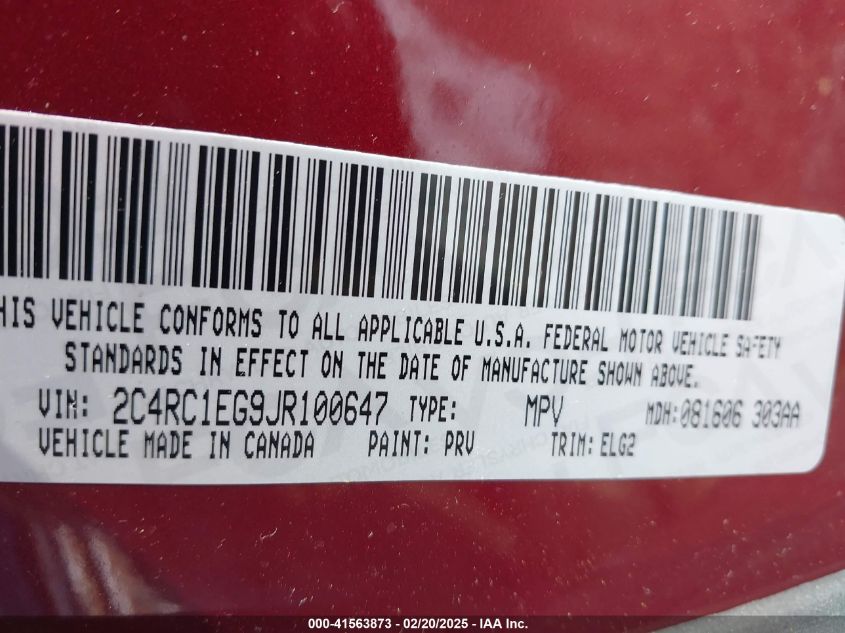 HIS VEHICLE CONFORMS TO ALL APPLICABLE U.S.A. FEDERAL MOTOR VEHICLE SAFETY
STANDARDS IN EFFECT ON THE DATE OF MANUFACTURE SHOWN ABOVE.
VIN: 2C4RC1EG9JR100647 TYPE: MPV MDH:081606 303AA
VEHICLE MADE IN CANADA PAINT: PRV TRIM: ELG2
000-41563873 - 02/20/2025 - IAA Inc.